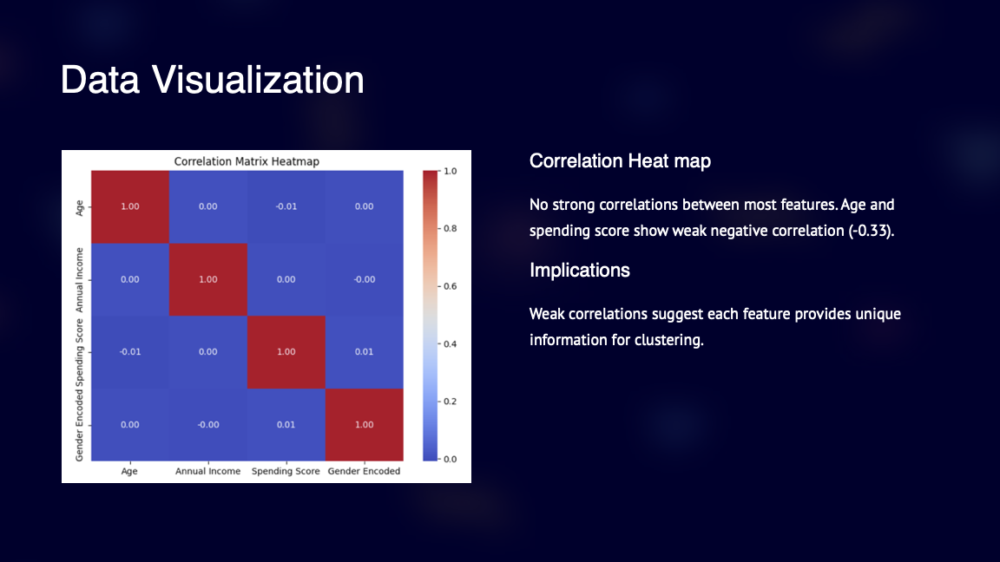 Data Visualization
Correlation Matrix Heatmap
Age
Annual Income
Spending Score
Gender Encoded
1.00 0.00 -0.01 0.00
0.00 1.00 0.00 -0.00
-0.01 0.00 1.00 0.01
0.00 -0.00 0.01 1.00
Age Annual Income Spending Score Gender Encoded
1.0
0.8
0.6
0.4
0.2
0.0
Correlation Heat map
No strong correlations between most features. Age and
spending score show weak negative correlation (-0.33).
Implications
Weak correlations suggest each feature provides unique
information for clustering.